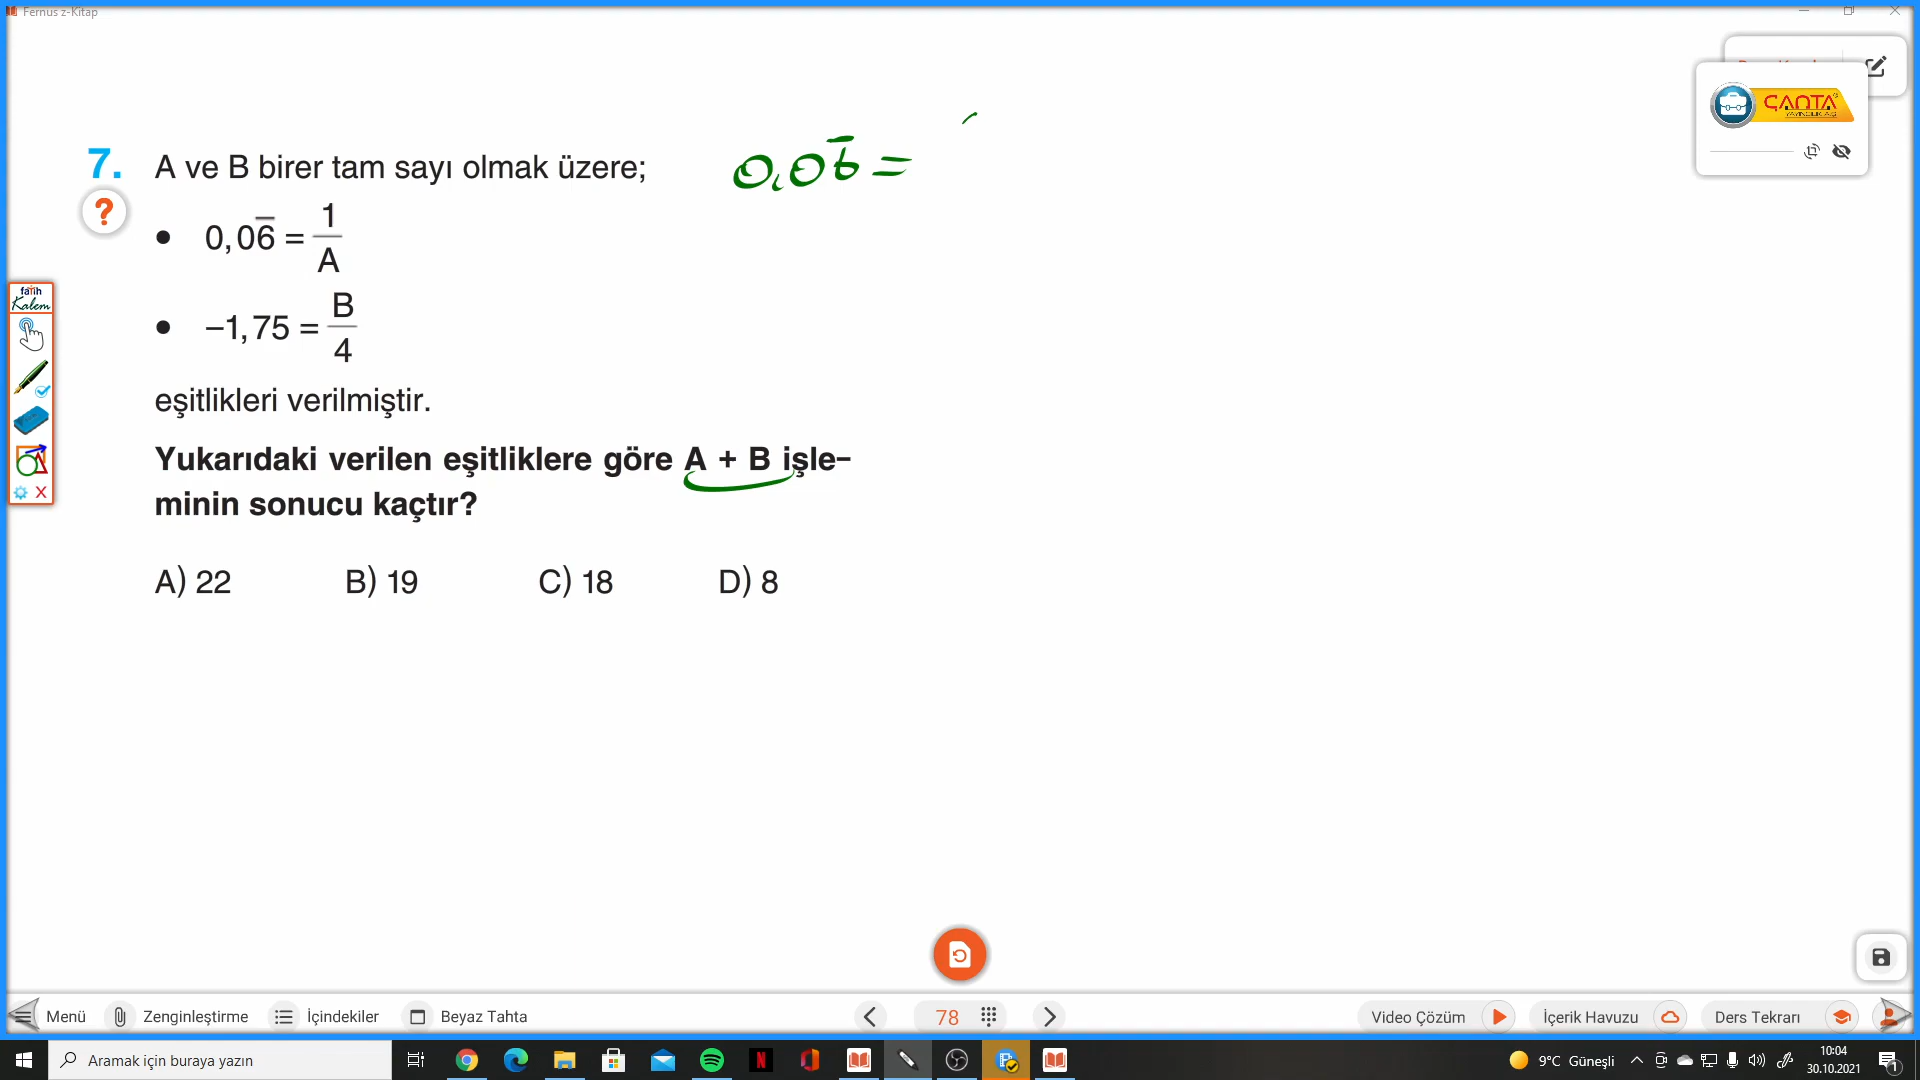 Fernus z-Kitap
ÇANTA
YAYINCILIK AŞ.
7. A ve B birer tam sayı olmak üzere;
0,06̅ =
?
• 0,06̅ = 1/A
• –1,75 = B/4
eşitlikleri verilmiştir.
Yukarıdaki verilen eşitliklere göre A + B işle–
minin sonucu kaçtır?
A) 22 B) 19 C) 18 D) 8
fatih
Kalem
Menü Zenginleştirme İçindekiler Beyaz Tahta 78 Video Çözüm İçerik Havuzu Ders Tekrarı
Aramak için buraya yazın
9°C Güneşli
10:04
30.10.2021
1